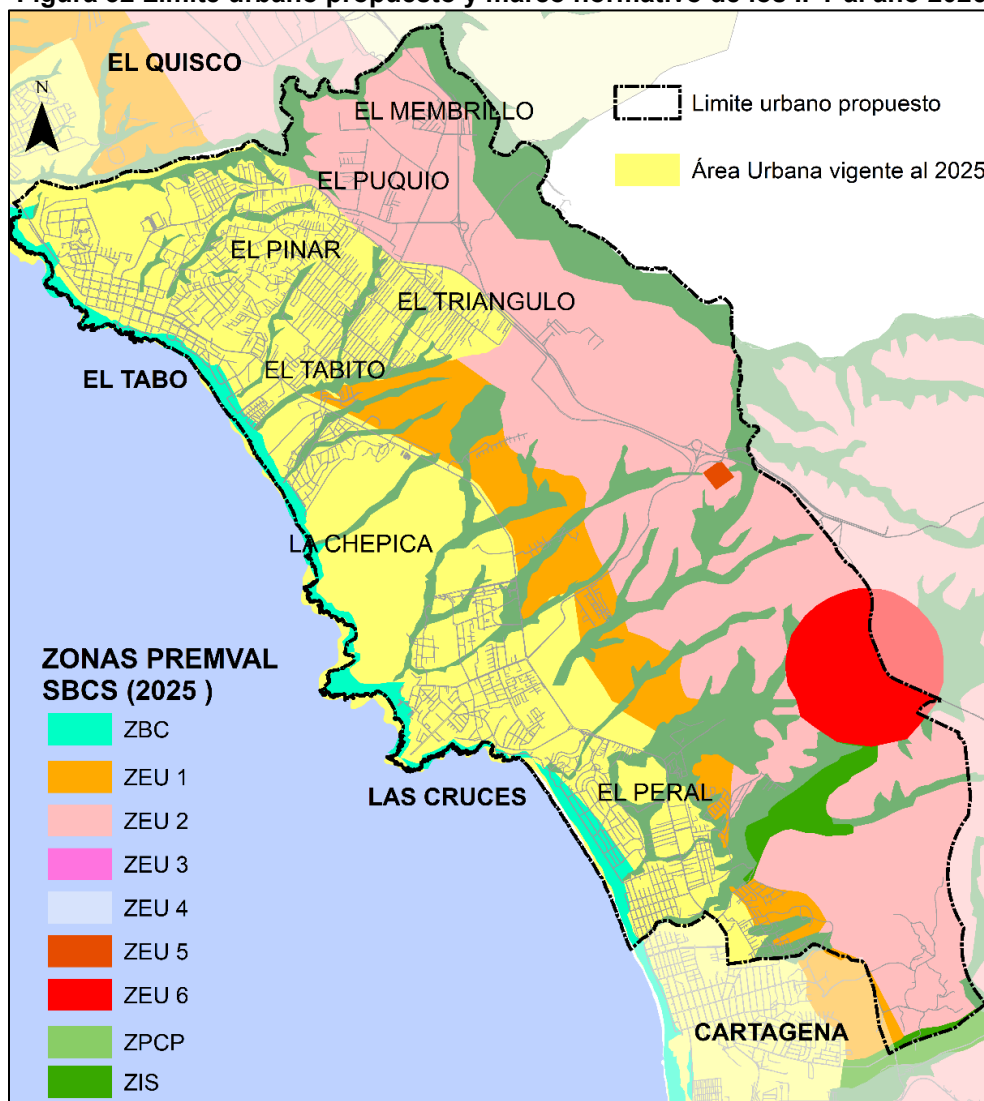 EL QUISCO
N
EL MEMBRILLO
Limite urbano propuesto
EL PUQUIO
Área Urbana vigente al 2025
EL PINAR
EL TRIANGULO
EL TABITO
EL TABO
LA CHEPICA
LAS CRUCES
EL PERAL
CARTAGENA
ZONAS PREMVAL
SBCS (2025 )
ZBC
ZEU 1
ZEU 2
ZEU 3
ZEU 4
ZEU 5
ZEU 6
ZPCP
ZIS